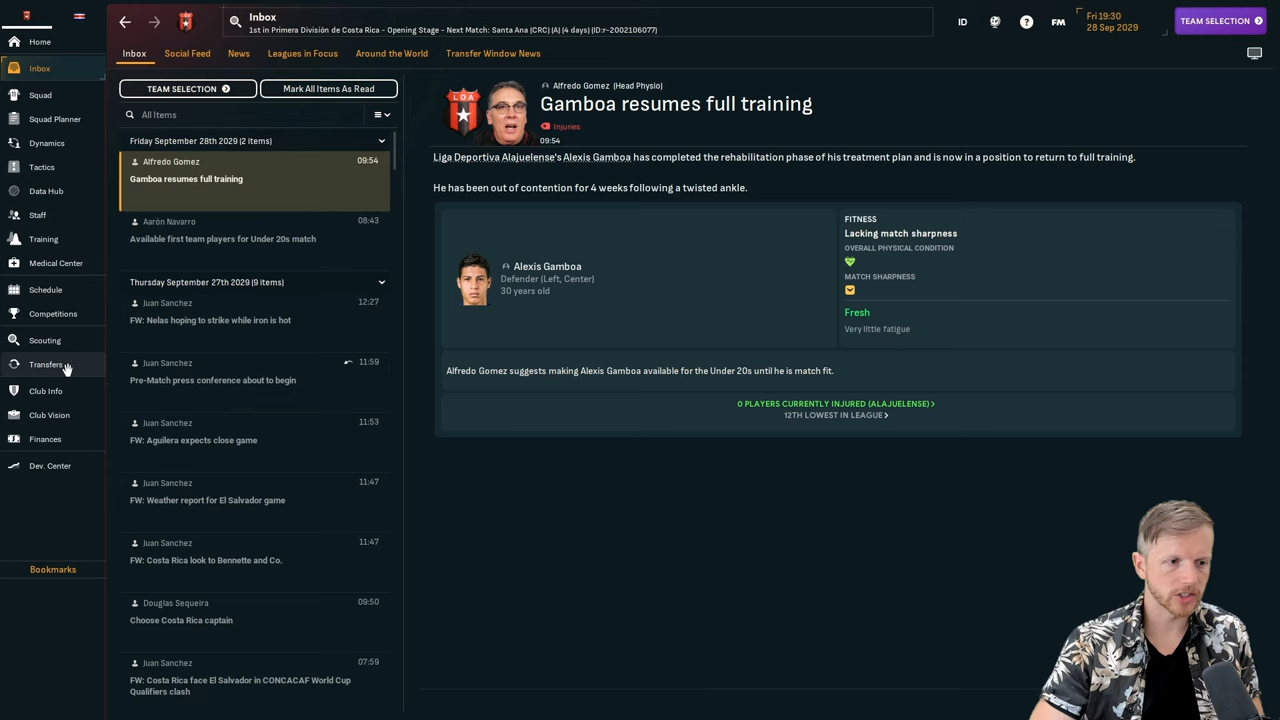 Inbox
1st in Primera División de Costa Rica - Opening Stage - Next Match: Santa Ana (CRC) (A) (4 days) (ID:r-2002106077)
ID
?
FM
Fri 19:30
28 Sep 2029
TEAM SELECTION
Home
Inbox
Squad
Squad Planner
Dynamics
Tactics
Data Hub
Staff
Training
Medical Center
Schedule
Competitions
Scouting
Transfers
Club Info
Club Vision
Finances
Dev. Center
Bookmarks
Inbox Social Feed News Leagues in Focus Around the World Transfer Window News
TEAM SELECTION Mark All Items As Read
All Items
Friday September 28th 2029 (2 items)
Alfredo Gomez 09:54
Gamboa resumes full training
Aarón Navarro 08:43
Available first team players for Under 20s match
Thursday September 27th 2029 (9 items)
Juan Sanchez 12:27
FW: Nelas hoping to strike while iron is hot
Juan Sanchez 11:59
Pre-Match press conference about to begin
Juan Sanchez 11:53
FW: Aguilera expects close game
Juan Sanchez 11:47
FW: Weather report for El Salvador game
Juan Sanchez 11:47
FW: Costa Rica look to Bennette and Co.
Douglas Sequeira 09:50
Choose Costa Rica captain
Juan Sanchez 07:59
FW: Costa Rica face El Salvador in CONCACAF World Cup
Qualifiers clash
LDA
Alfredo Gomez (Head Physio)
Gamboa resumes full training
Injuries
09:54
Liga Deportiva Alajuelense's Alexis Gamboa has completed the rehabilitation phase of his treatment plan and is now in a position to return to full training.
He has been out of contention for 4 weeks following a twisted ankle.
Alexis Gamboa
Defender (Left, Center)
30 years old
FITNESS
Lacking match sharpness
OVERALL PHYSICAL CONDITION
MATCH SHARPNESS
Fresh
Very little fatigue
Alfredo Gomez suggests making Alexis Gamboa available for the Under 20s until he is match fit.
0 PLAYERS CURRENTLY INJURED (ALAJUELENSE)
12TH LOWEST IN LEAGUE